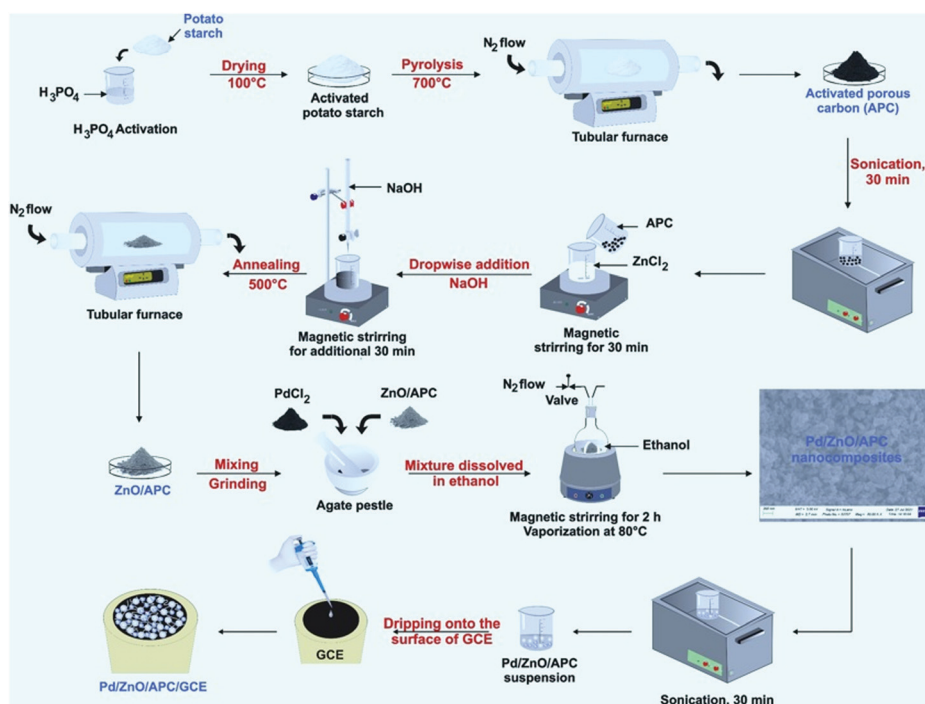 Potato
starch
H3PO4
H3PO4 Activation
Drying
100°C
Activated
potato starch
Pyrolysis
700°C
N2 flow
Tubular furnace
Activated porous
carbon (APC)
Sonication,
30 min
APC
ZnCl2
Magnetic
strirring for 30 min
Dropwise addition
NaOH
NaOH
Magnetic strirring
for additional 30 min
Annealing
500°C
N2 flow
Tubular furnace
ZnO/APC
Mixing
Grinding
PdCl2
ZnO/APC
Agate pestle
Mixture dissolved
in ethanol
N2 flow
Valve
Ethanol
Magnetic strirring for 2 h
Vaporization at 80°C
Pd/ZnO/APC
nanocomposites
Sonication, 30 min
Pd/ZnO/APC
suspension
Dripping onto the
surface of GCE
GCE
Pd/ZnO/APC/GCE